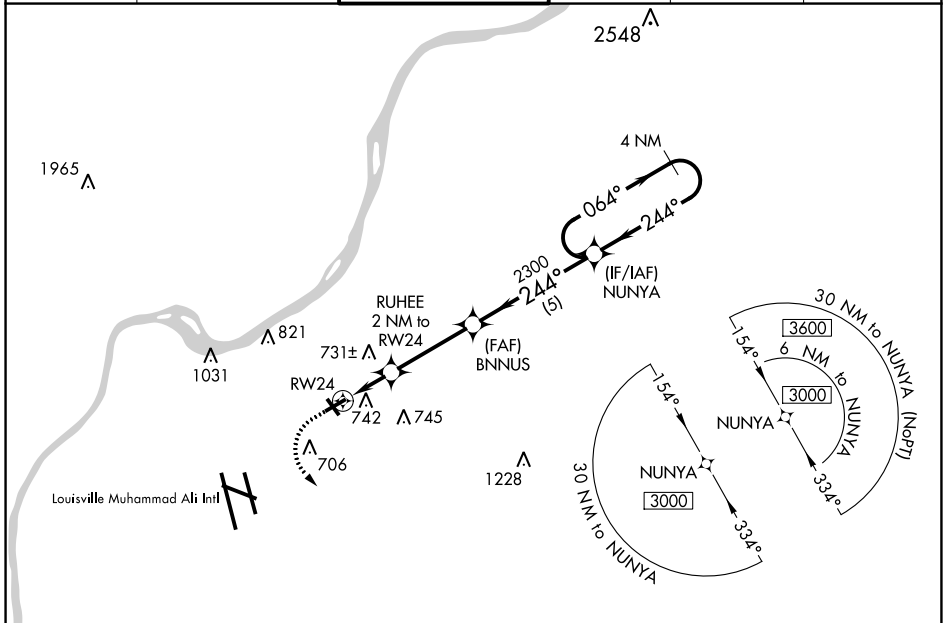 2548
1965
4 NM
064°
244°
2300
244°
(5)
(IF/IAF)
NUNYA
RUHEE
2 NM to
RW24
(FAF)
BNNUS
821
1031
731±
RW24
742
745
706
1228
Louisville Muhammad Ali Intl
30 NM to NUNYA (NoPT)
3600
154°
6 NM to NUNYA
3000
NUNYA
334°
154°
NUNYA
3000
334°
30 NM to NUNYA